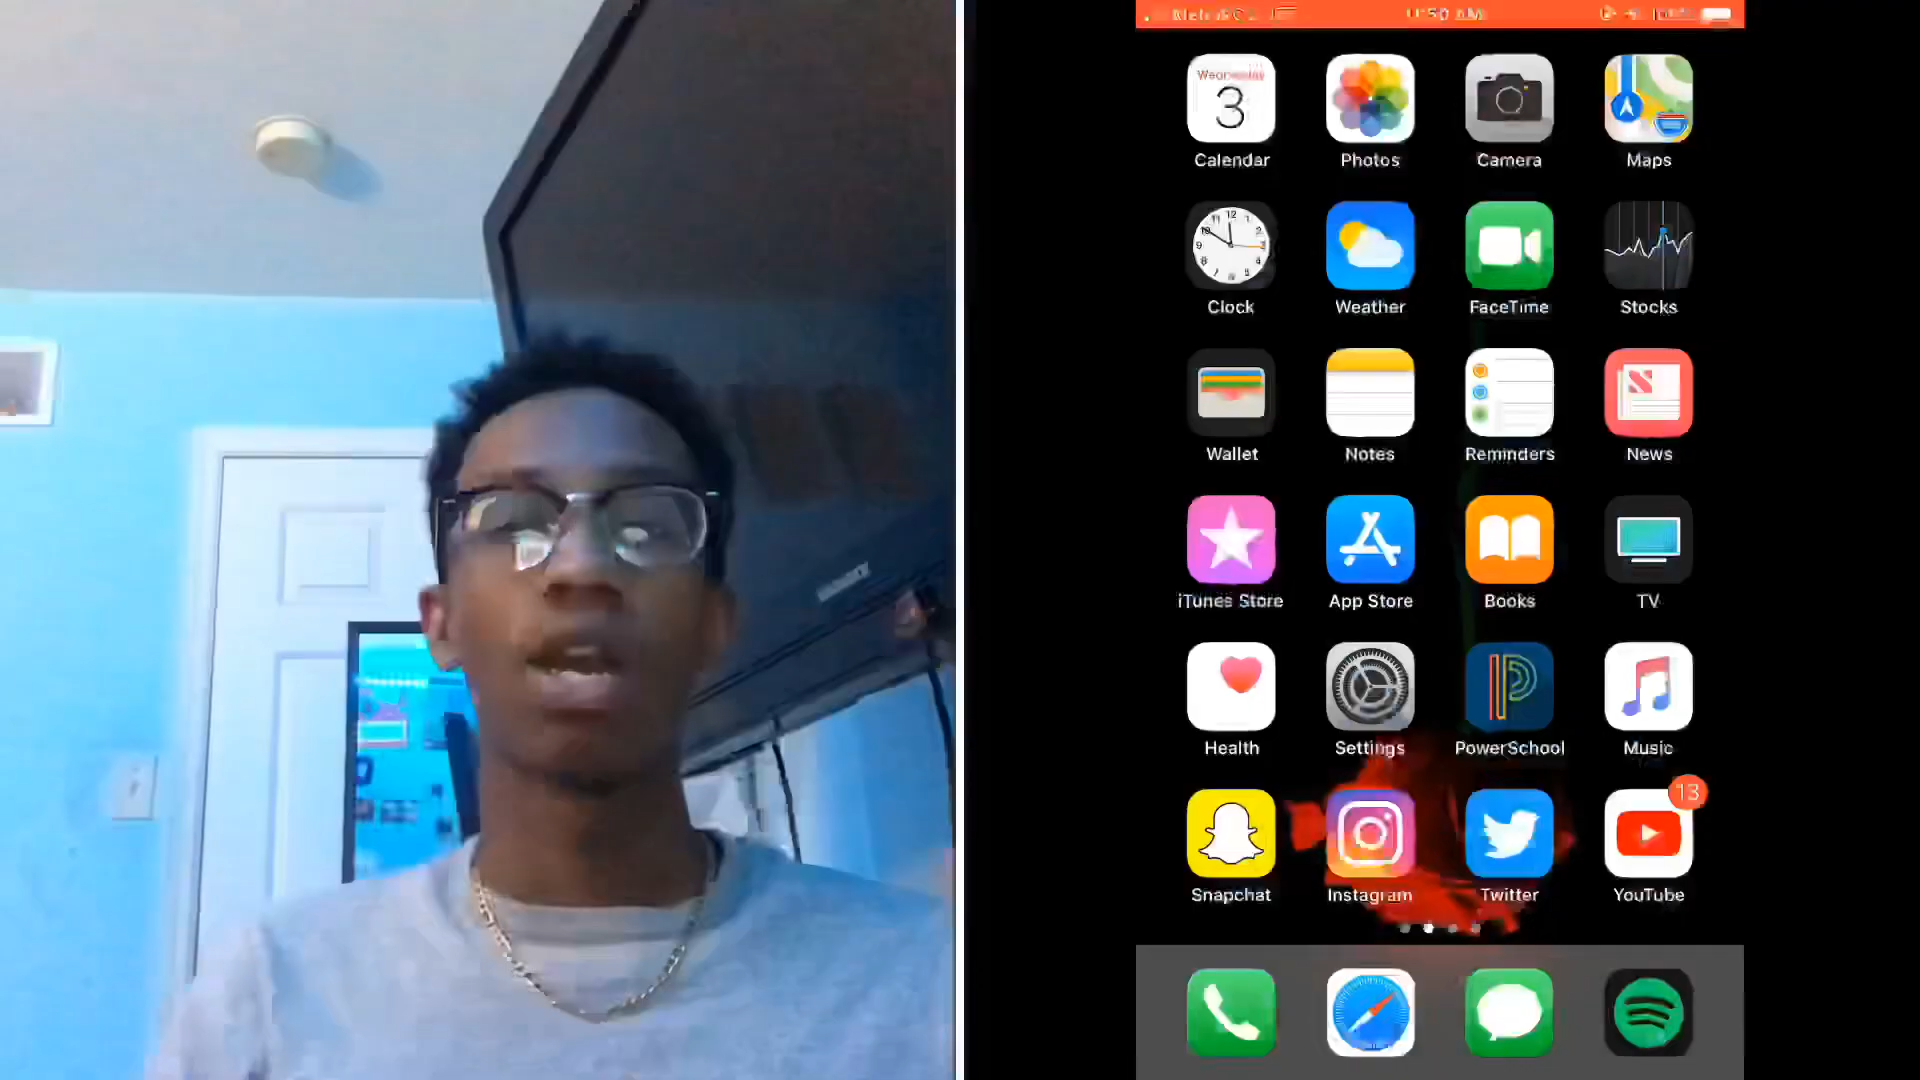 Wednesday
3
Calendar Photos Camera Maps
Clock Weather FaceTime Stocks
Wallet Notes Reminders News
iTunes Store App Store Books TV
Health Settings PowerSchool Music
13
Snapchat Instagram Twitter YouTube